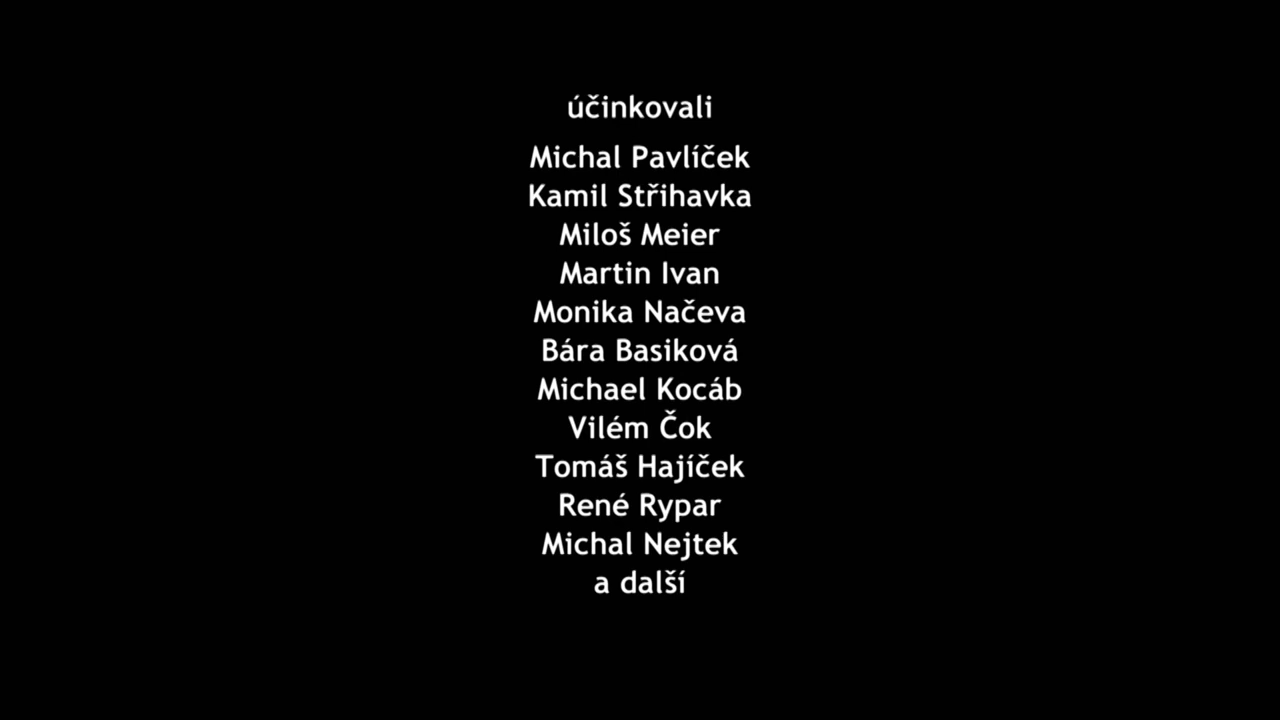 účinkovali
Michal Pavlíček
Kamil Střihavka
Miloš Meier
Martin Ivan
Monika Načeva
Bára Basiková
Michael Kocáb
Vilém Čok
Tomáš Hajíček
René Rypar
Michal Nejtek
a další